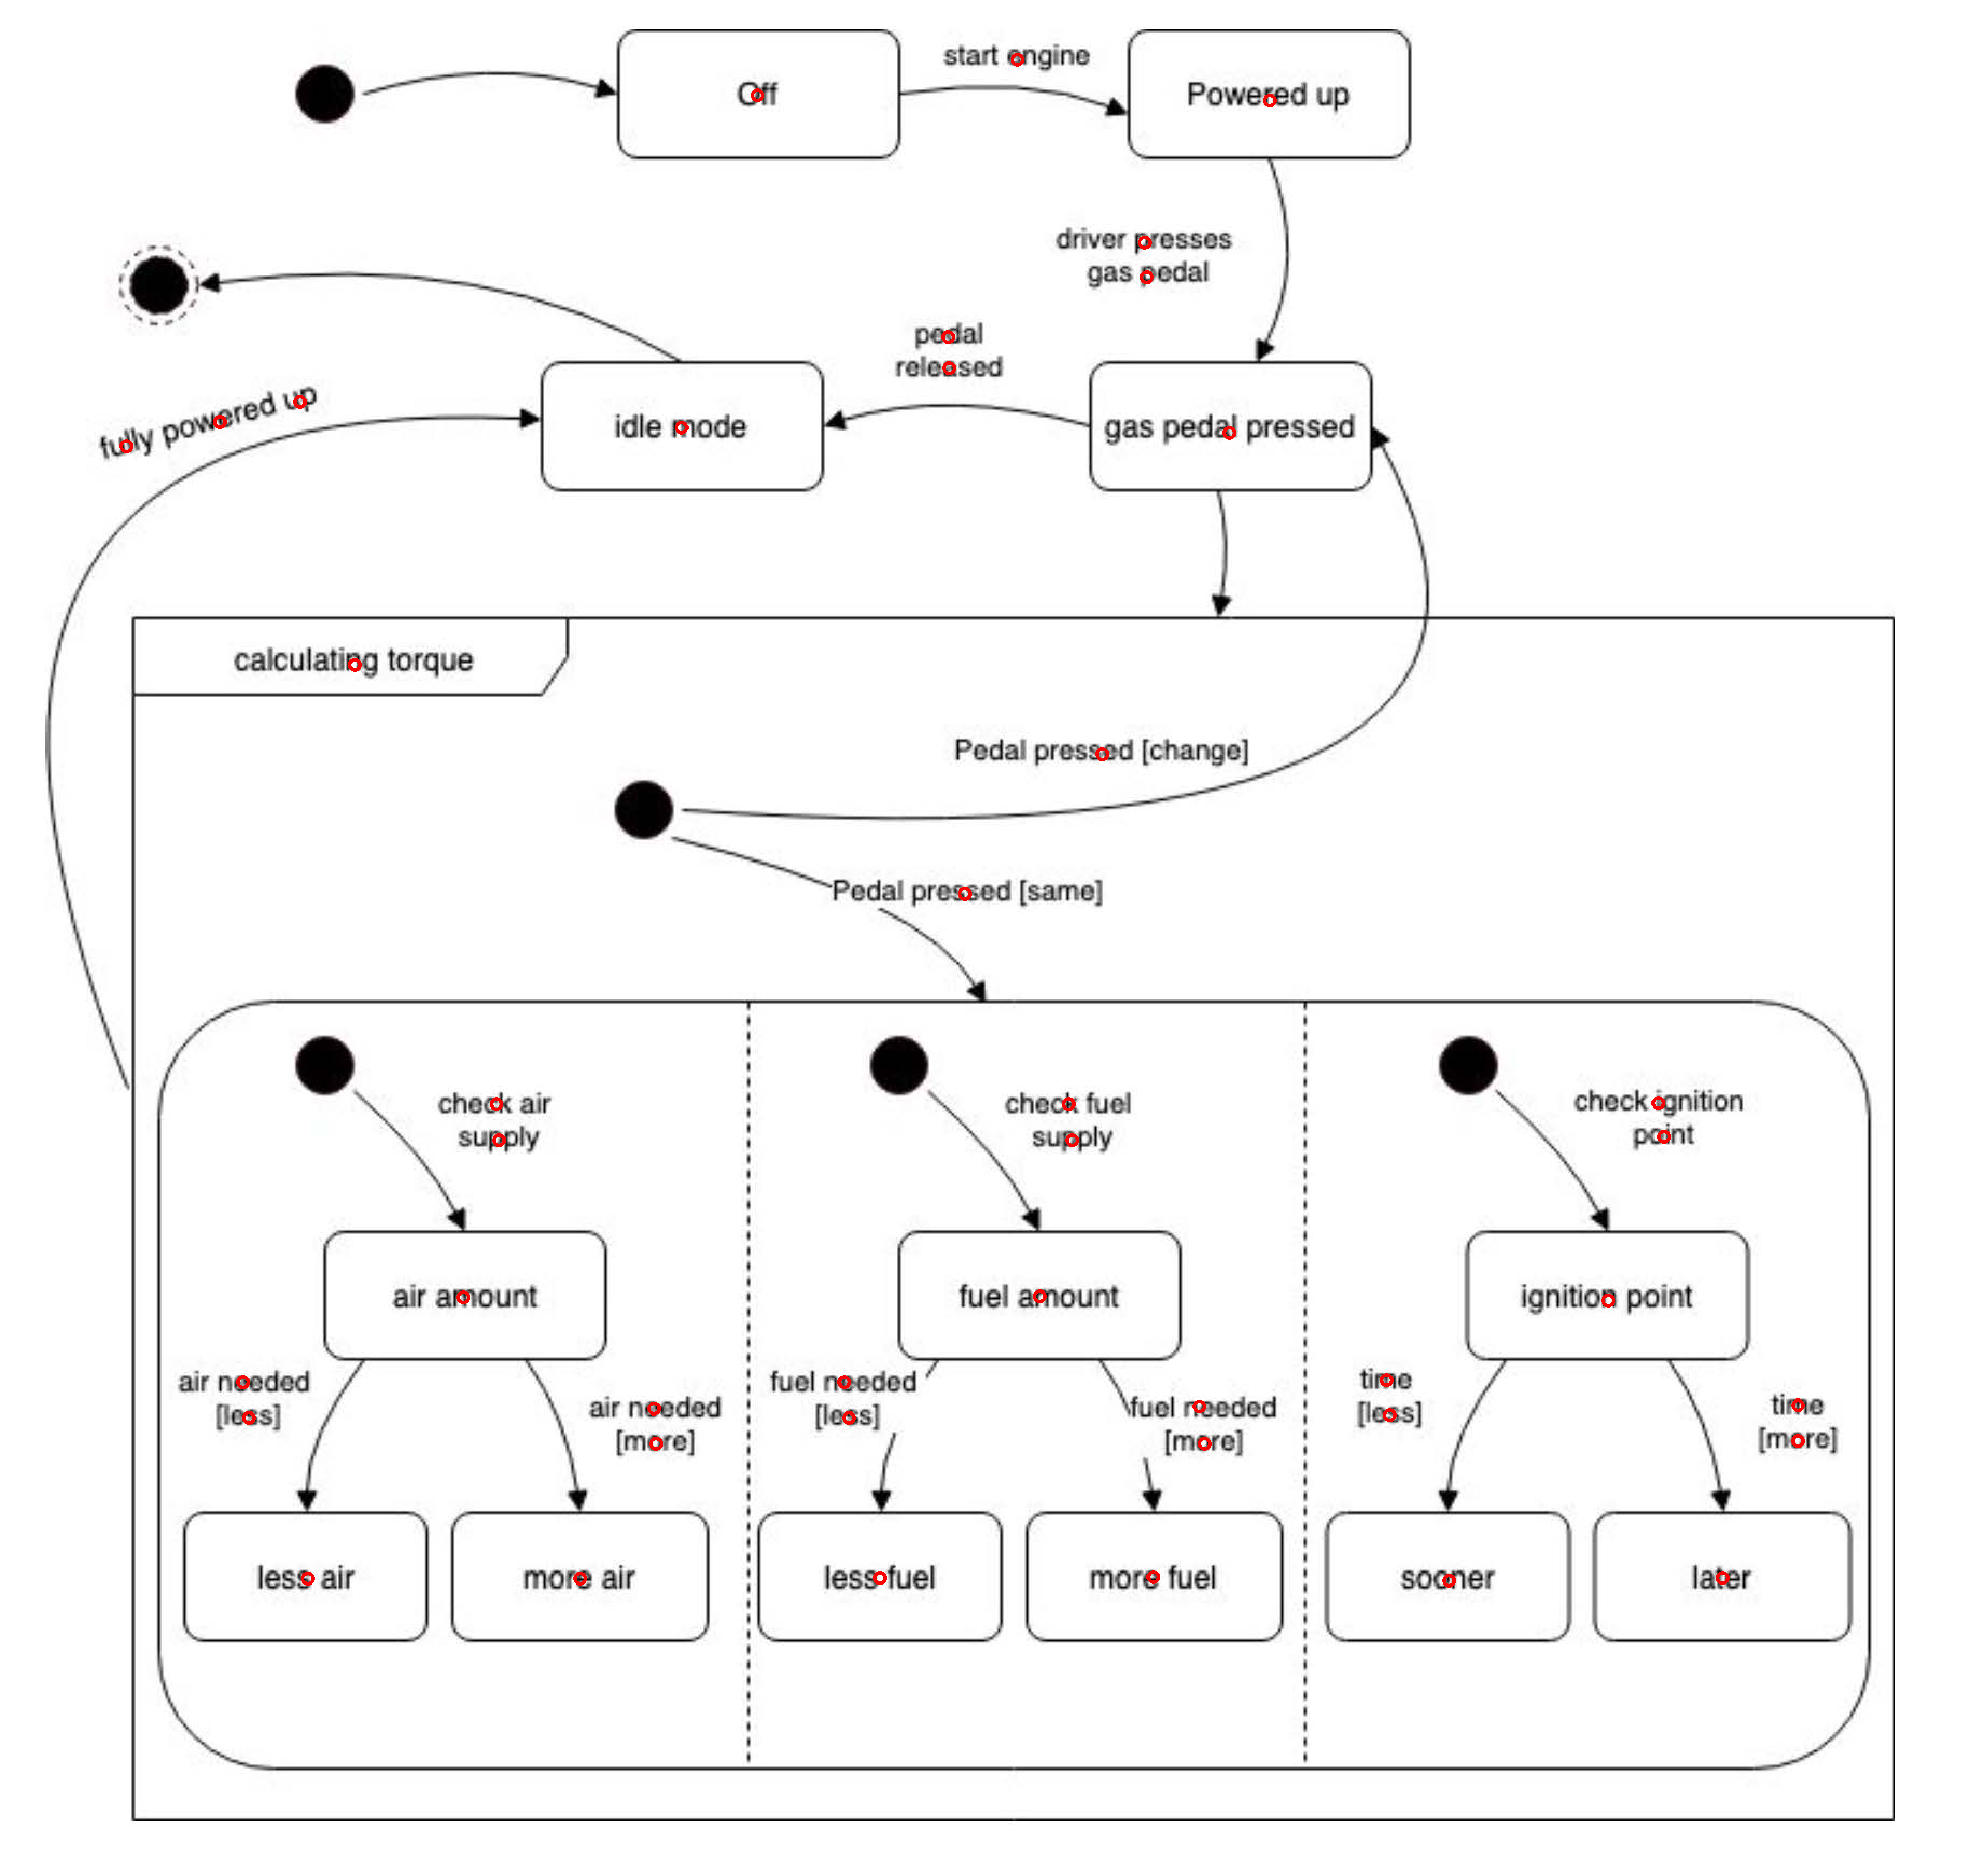 Off
start engine
Powered up
driver presses
gas pedal
pedal
released
fully powered up
idle mode
gas pedal pressed
calculating torque
Pedal pressed [change]
Pedal pressed [same]
check air
supply
check fuel
supply
check ignition
point
air amount
fuel amount
ignition point
air needed
[less]
air needed
[more]
fuel needed
[less]
fuel needed
[more]
time
[less]
time
[more]
less air
more air
less fuel
more fuel
sooner
later